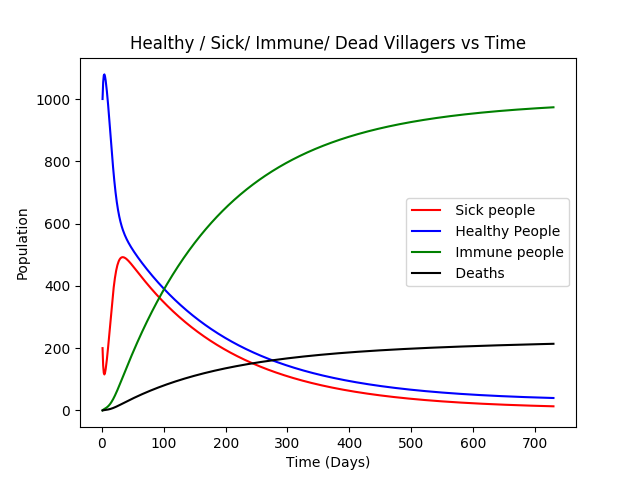 Healthy / Sick/ Immune/ Dead Villagers vs Time
Population
1000
800
600
400
200
0
Sick people
Healthy People
Immune people
Deaths
0 100 200 300 400 500 600 700
Time (Days)